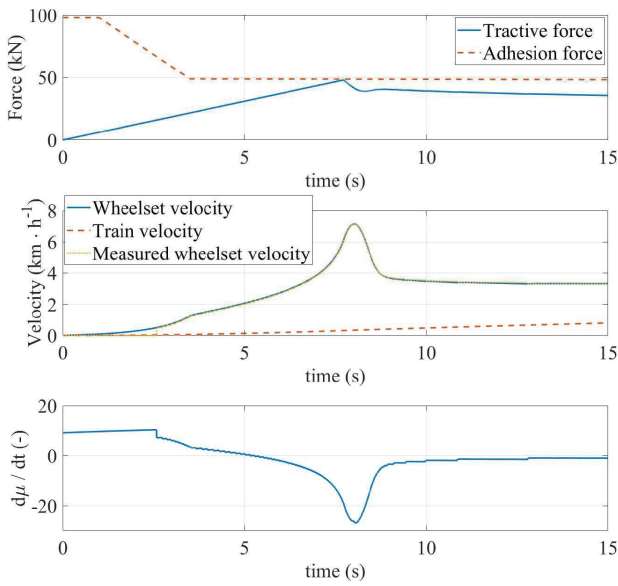 100
50
0
Force (kN)
Tractive force
Adhesion force
0 5 10 15
time (s)
8
6
4
2
0
Velocity (km · h⁻¹)
Wheelset velocity
Train velocity
Measured wheelset velocity
0 5 10 15
time (s)
20
0
-20
dμ / dt (-)
0 5 10 15
time (s)